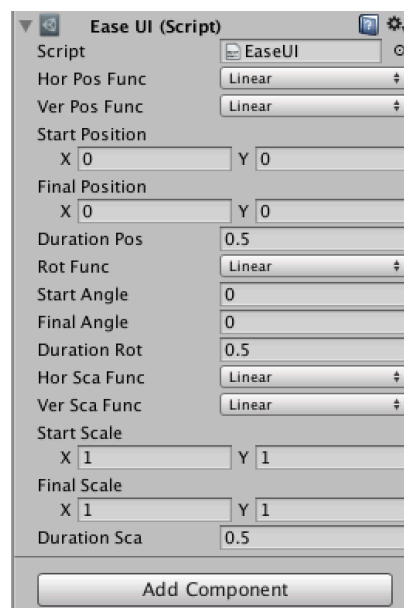 Ease UI (Script)
Script EaseUI
Hor Pos Func Linear
Ver Pos Func Linear
Start Position
X 0 Y 0
Final Position
X 0 Y 0
Duration Pos 0.5
Rot Func Linear
Start Angle 0
Final Angle 0
Duration Rot 0.5
Hor Sca Func Linear
Ver Sca Func Linear
Start Scale
X 1 Y 1
Final Scale
X 1 Y 1
Duration Sca 0.5
Add Component